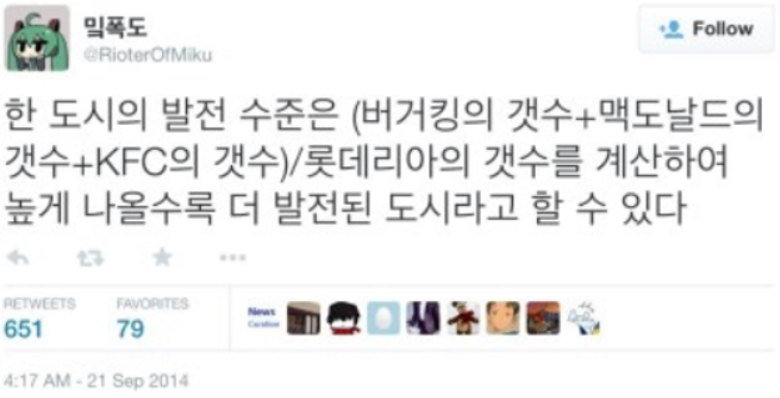 밐폭도
@RioterOfMiku
Follow
한 도시의 발전 수준은 (버거킹의 갯수+맥도날드의
갯수+KFC의 갯수)/롯데리아의 갯수를 계산하여
높게 나올수록 더 발전된 도시라고 할 수 있다
RETWEETS FAVORITES
651 79
News
4:17 AM - 21 Sep 2014